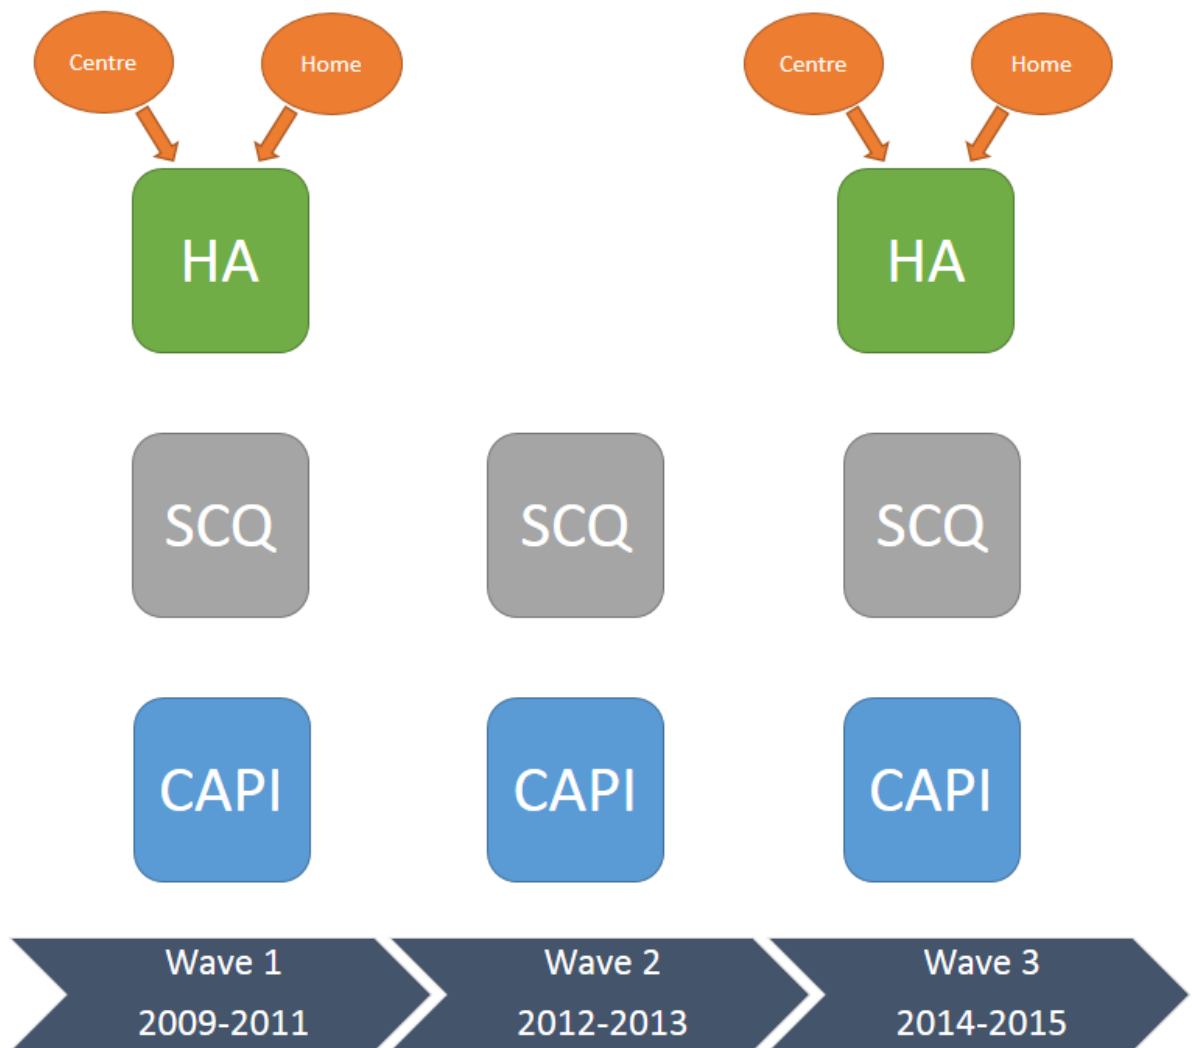 Centre
Home
Centre
Home
HA
HA
SCQ
SCQ
SCQ
CAPI
CAPI
CAPI
Wave 1
2009-2011
Wave 2
2012-2013
Wave 3
2014-2015